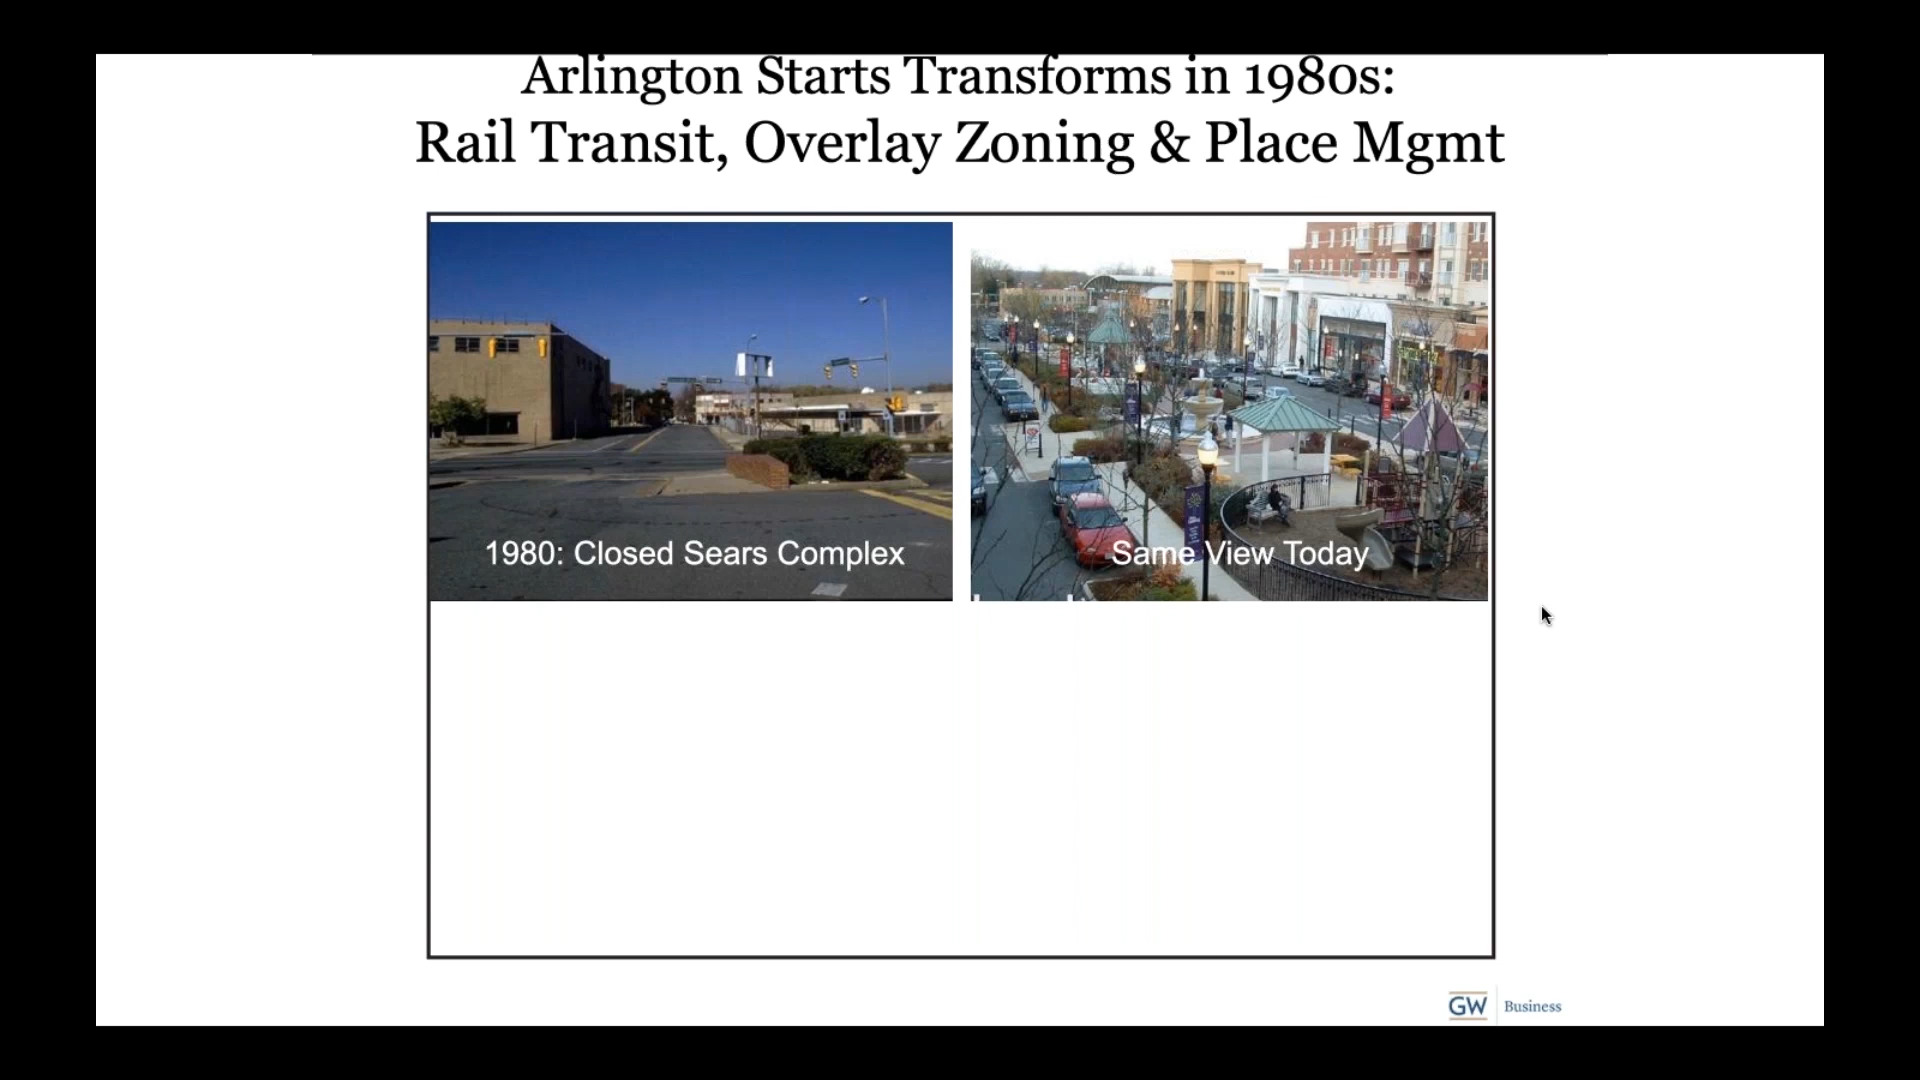 Arlington Starts Transforms in 1980s:
Rail Transit, Overlay Zoning & Place Mgmt
1980: Closed Sears Complex
Same View Today
GW Business